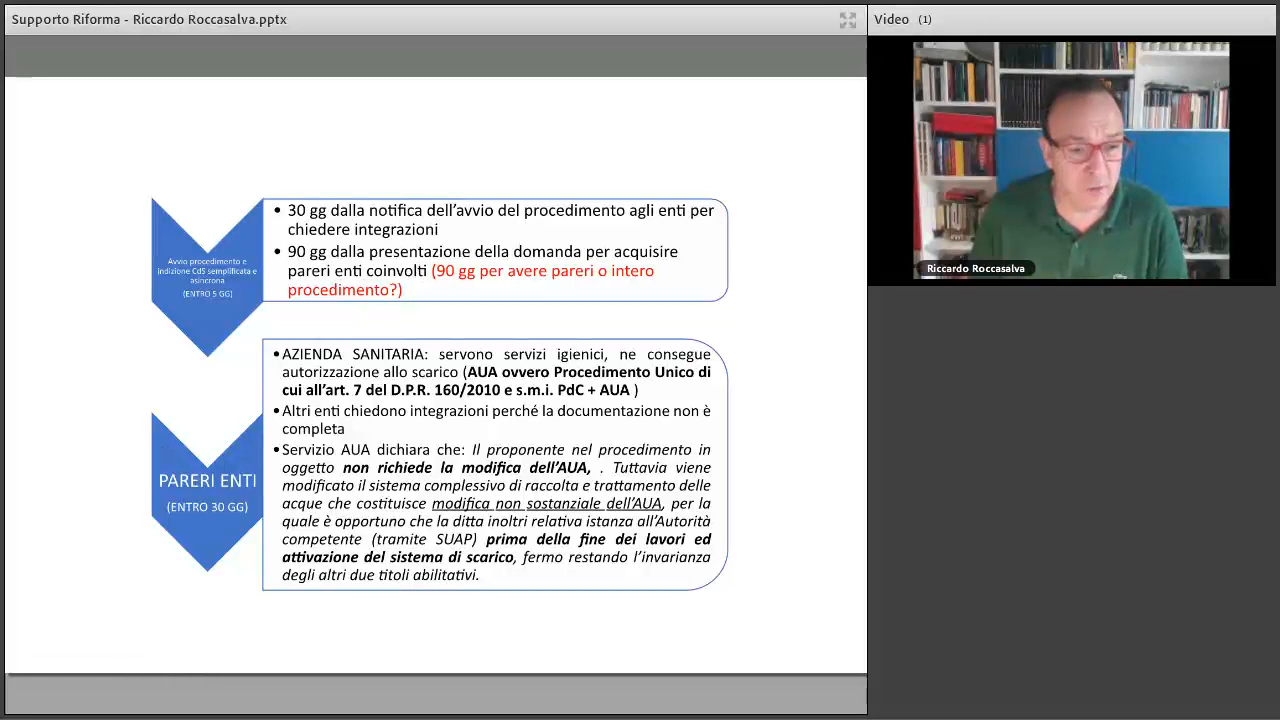 Supporto Riforma - Riccardo Roccasalva.pptx
Video (1)
Avvio procedimento e
indizione CdS semplificata e
asincrona
(ENTRO 5 GG)
• 30 gg dalla notifica dell'avvio del procedimento agli enti per
chiedere integrazioni
• 90 gg dalla presentazione della domanda per acquisire
pareri enti coinvolti (90 gg per avere pareri o intero
procedimento?)
PARERI ENTI
(ENTRO 30 GG)
• AZIENDA SANITARIA: servono servizi igienici, ne consegue
autorizzazione allo scarico (AUA ovvero Procedimento Unico di
cui all'art. 7 del D.P.R. 160/2010 e s.m.i. PdC + AUA )
• Altri enti chiedono integrazioni perché la documentazione non è
completa
• Servizio AUA dichiara che: Il proponente nel procedimento in
oggetto non richiede la modifica dell'AUA, . Tuttavia viene
modificato il sistema complessivo di raccolta e trattamento delle
acque che costituisce modifica non sostanziale dell'AUA, per la
quale è opportuno che la ditta inoltri relativa istanza all'Autorità
competente (tramite SUAP) prima della fine dei lavori ed
attivazione del sistema di scarico, fermo restando l'invarianza
degli altri due titoli abilitativi.
Riccardo Roccasalva